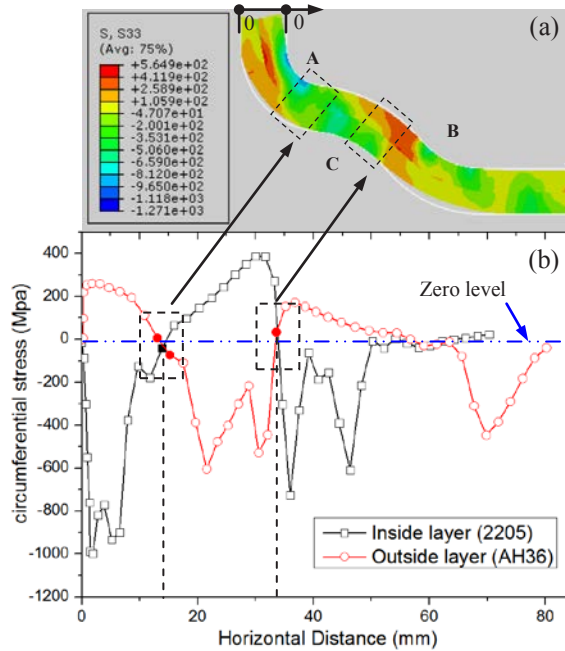 0
0
(a)
S, S33
(Avg: 75%)
+5.649e+02
+4.119e+02
+2.589e+02
+1.059e+02
-4.707e+01
-2.001e+02
-3.531e+02
-5.060e+02
-6.590e+02
-8.120e+02
-9.650e+02
-1.118e+03
-1.271e+03
A
B
C
(b)
400
200
0
-200
-400
-600
-800
-1000
-1200
circumferential stress (Mpa)
Zero level
Inside layer (2205)
Outside layer (AH36)
0
20
40
60
80
Horizontal Distance (mm)